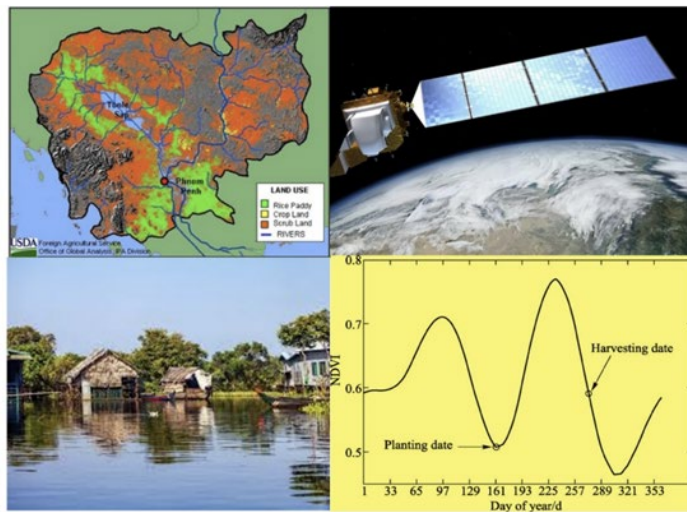 Tonle
Sap
Phnom
Penh
LAND USE
Rice Paddy
Crop Land
Scrub Land
RIVERS
USDA Foreign Agricultural Service
Office of Global Analysis, IPA Division
0.8
0.7
0.6
0.5
NDVI
Harvesting date
Planting date
1 33 65 97 129 161 193 225 257 289 321 353
Day of year/d